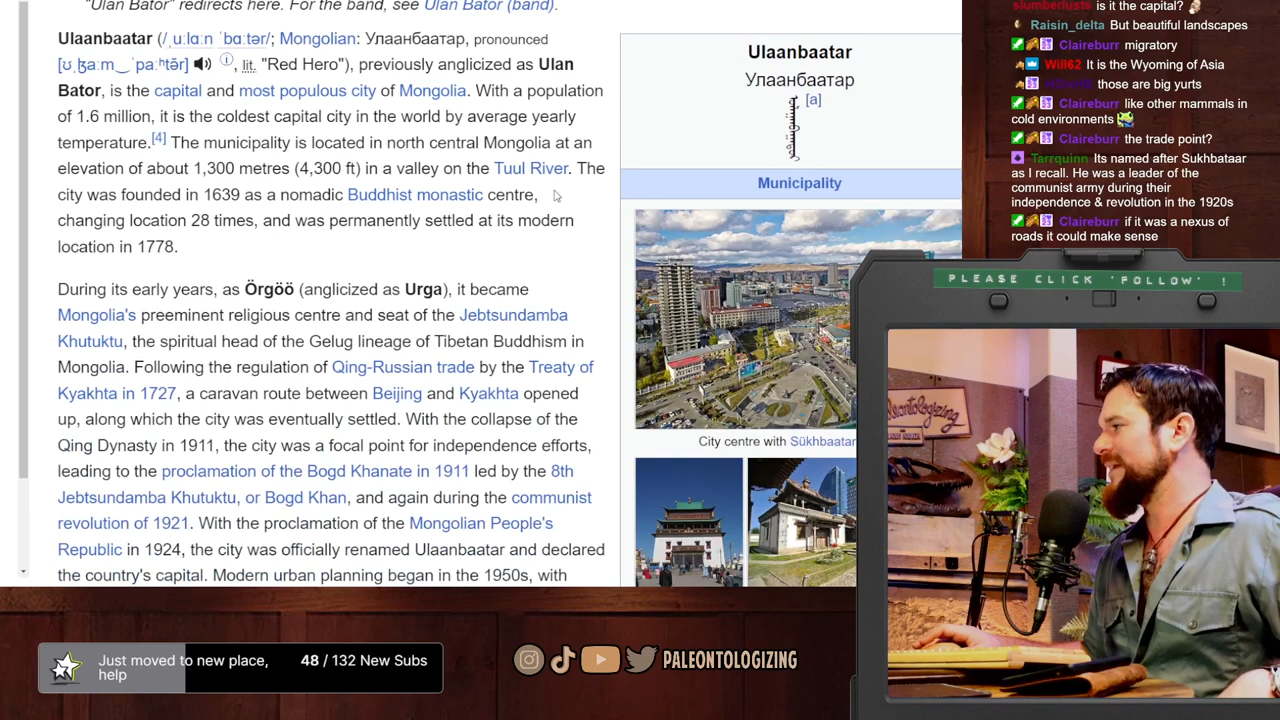 "Ulan Bator" redirects here. For the band, see Ulan Bator (band).
Ulaanbaatar (/ˌuːlɑːn ˈbɑːtər/; Mongolian: Улаанбаатар, pronounced
[ʊˌɮaːm‿ˈpaːʰtə̆r] , lit. "Red Hero"), previously anglicized as Ulan
Bator, is the capital and most populous city of Mongolia. With a population
of 1.6 million, it is the coldest capital city in the world by average yearly
temperature.[4] The municipality is located in north central Mongolia at an
elevation of about 1,300 metres (4,300 ft) in a valley on the Tuul River. The
city was founded in 1639 as a nomadic Buddhist monastic centre,
changing location 28 times, and was permanently settled at its modern
location in 1778.
During its early years, as Örgöö (anglicized as Urga), it became
Mongolia's preeminent religious centre and seat of the Jebtsundamba
Khutuktu, the spiritual head of the Gelug lineage of Tibetan Buddhism in
Mongolia. Following the regulation of Qing-Russian trade by the Treaty of
Kyakhta in 1727, a caravan route between Beijing and Kyakhta opened
up, along which the city was eventually settled. With the collapse of the
Qing Dynasty in 1911, the city was a focal point for independence efforts,
leading to the proclamation of the Bogd Khanate in 1911 led by the 8th
Jebtsundamba Khutuktu, or Bogd Khan, and again during the communist
revolution of 1921. With the proclamation of the Mongolian People's
Republic in 1924, the city was officially renamed Ulaanbaatar and declared
the country's capital. Modern urban planning began in the 1950s, with
Ulaanbaatar
Улаанбаатар
[a]
Municipality
City centre with Sükhbaatar
slumberlusts is it the capital?
Raisin_delta But beautiful landscapes
Claireburr migratory
Will62 It is the Wyoming of Asia
those are big yurts
Claireburr like other mammals in
cold environments
Claireburr the trade point?
Tarrquinn Its named after Sukhbataar
as I recall. He was a leader of the
communist army during their
independence & revolution in the 1920s
Claireburr if it was a nexus of
roads it could make sense
PLEASE CLICK 'FOLLOW' !
Just moved to new place,
help
48 / 132 New Subs
PALEONTOLOGIZING